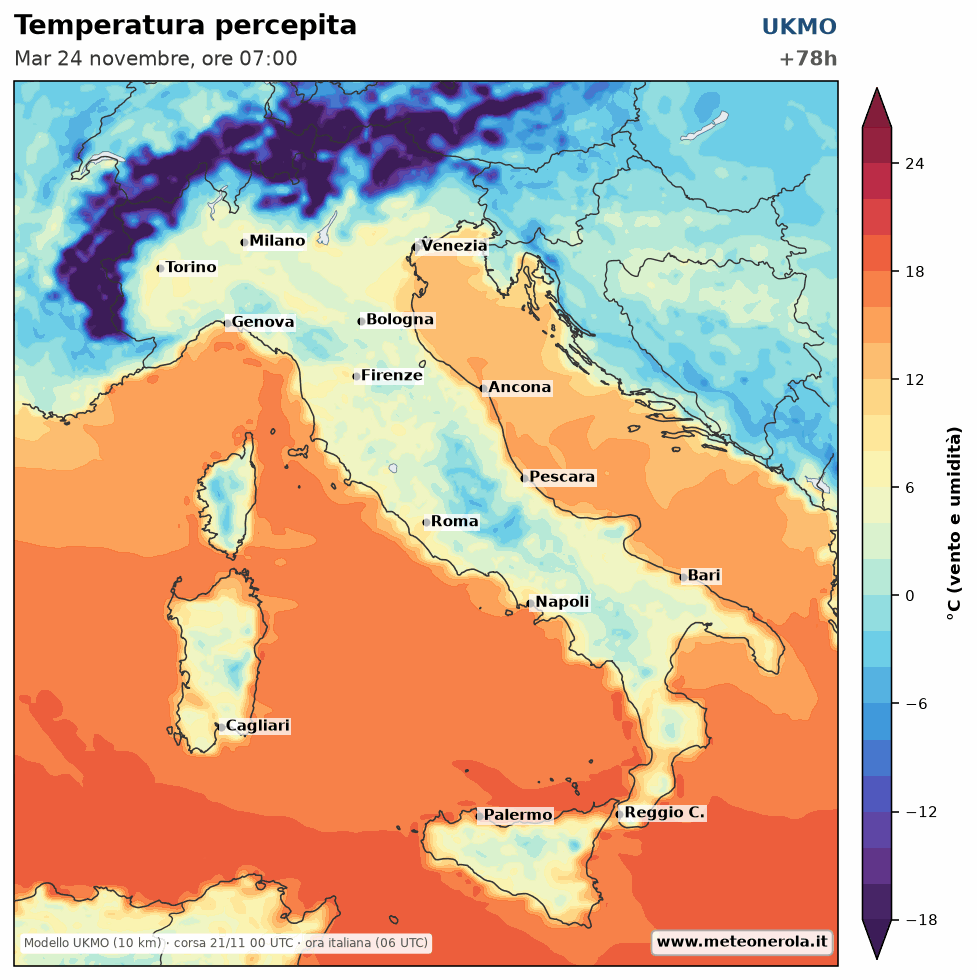 Temperatura percepita
UKMO
Mar 24 novembre, ore 07:00
+78h
Milano
Venezia
Torino
Genova
Bologna
Firenze
Ancona
Pescara
Roma
Bari
Napoli
Cagliari
Palermo
Reggio C.
24
18
12
6
0
−6
−12
−18
°C (vento e umidità)
Modello UKMO (10 km) · corsa 21/11 00 UTC · ora italiana (06 UTC)
www.meteonerola.it